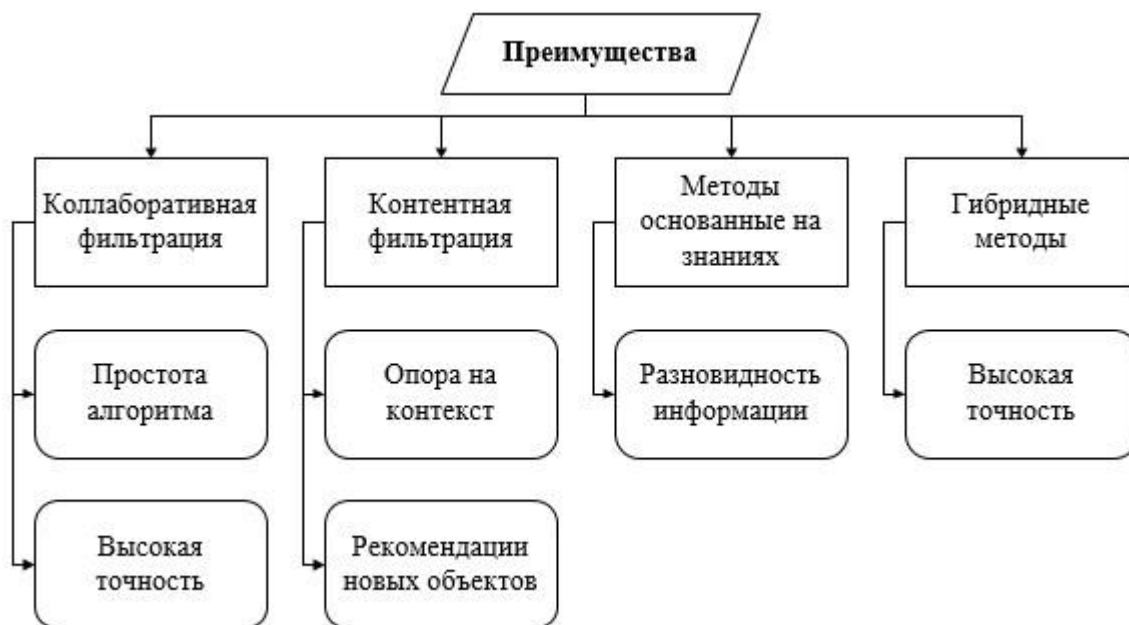 Преимущества
Коллаборативная
фильтрация
Контентная
фильтрация
Методы
основанные на
знаниях
Гибридные
методы
Простота
алгоритма
Опора на
контекст
Разновидность
информации
Высокая
точность
Высокая
точность
Рекомендации
новых объектов